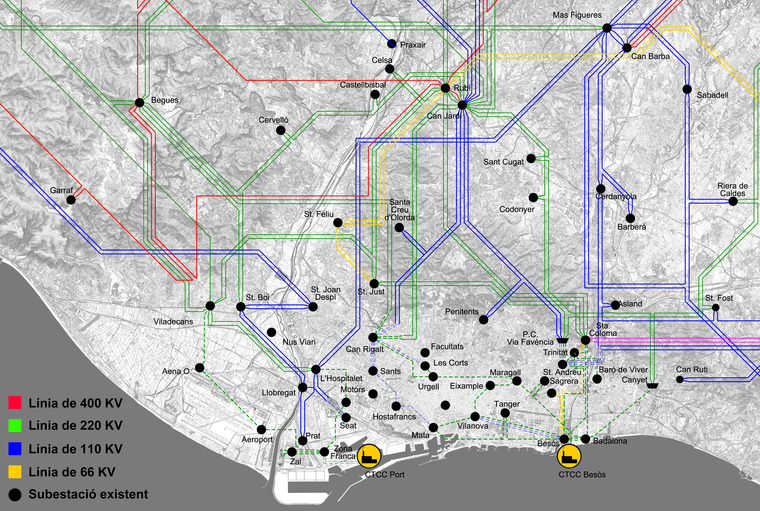 Mas Figueres
Praxair
Can Barba
Celsa
Castellbisbal
Rubí
Sabadell
Begues
Can Jardí
Cervelló
Sant Cugat
Garraf
Cerdanyola
Riera de
Caldes
Santa
Creu
d'Olorda
Codonyer
St. Feliu
Barberà
St. Just
St. Joan
Despí
St. Boi
Asland
St. Fost
Viladecans
Penitents
Sta.
Coloma
P.C.
Via Favència
Nus Viari
Can Rigalt
Facultats
Trinitat
Les Corts
Aena O
L'Hospitalet
Sants
St. Andreu
Baró de Viver
Can Ruti
Urgell
Eixample
Maragall
Sagrera
Canyet
Llobregat
Motors
Hostafrancs
Tanger
Seat
Mata
Vilanova
Aeroport
Prat
Besòs
Badalona
Zal
Zona
Franca
CTCC Port
CTCC Besòs
Línia de 400 KV
Línia de 220 KV
Línia de 110 KV
Línia de 66 KV
Subestació existent